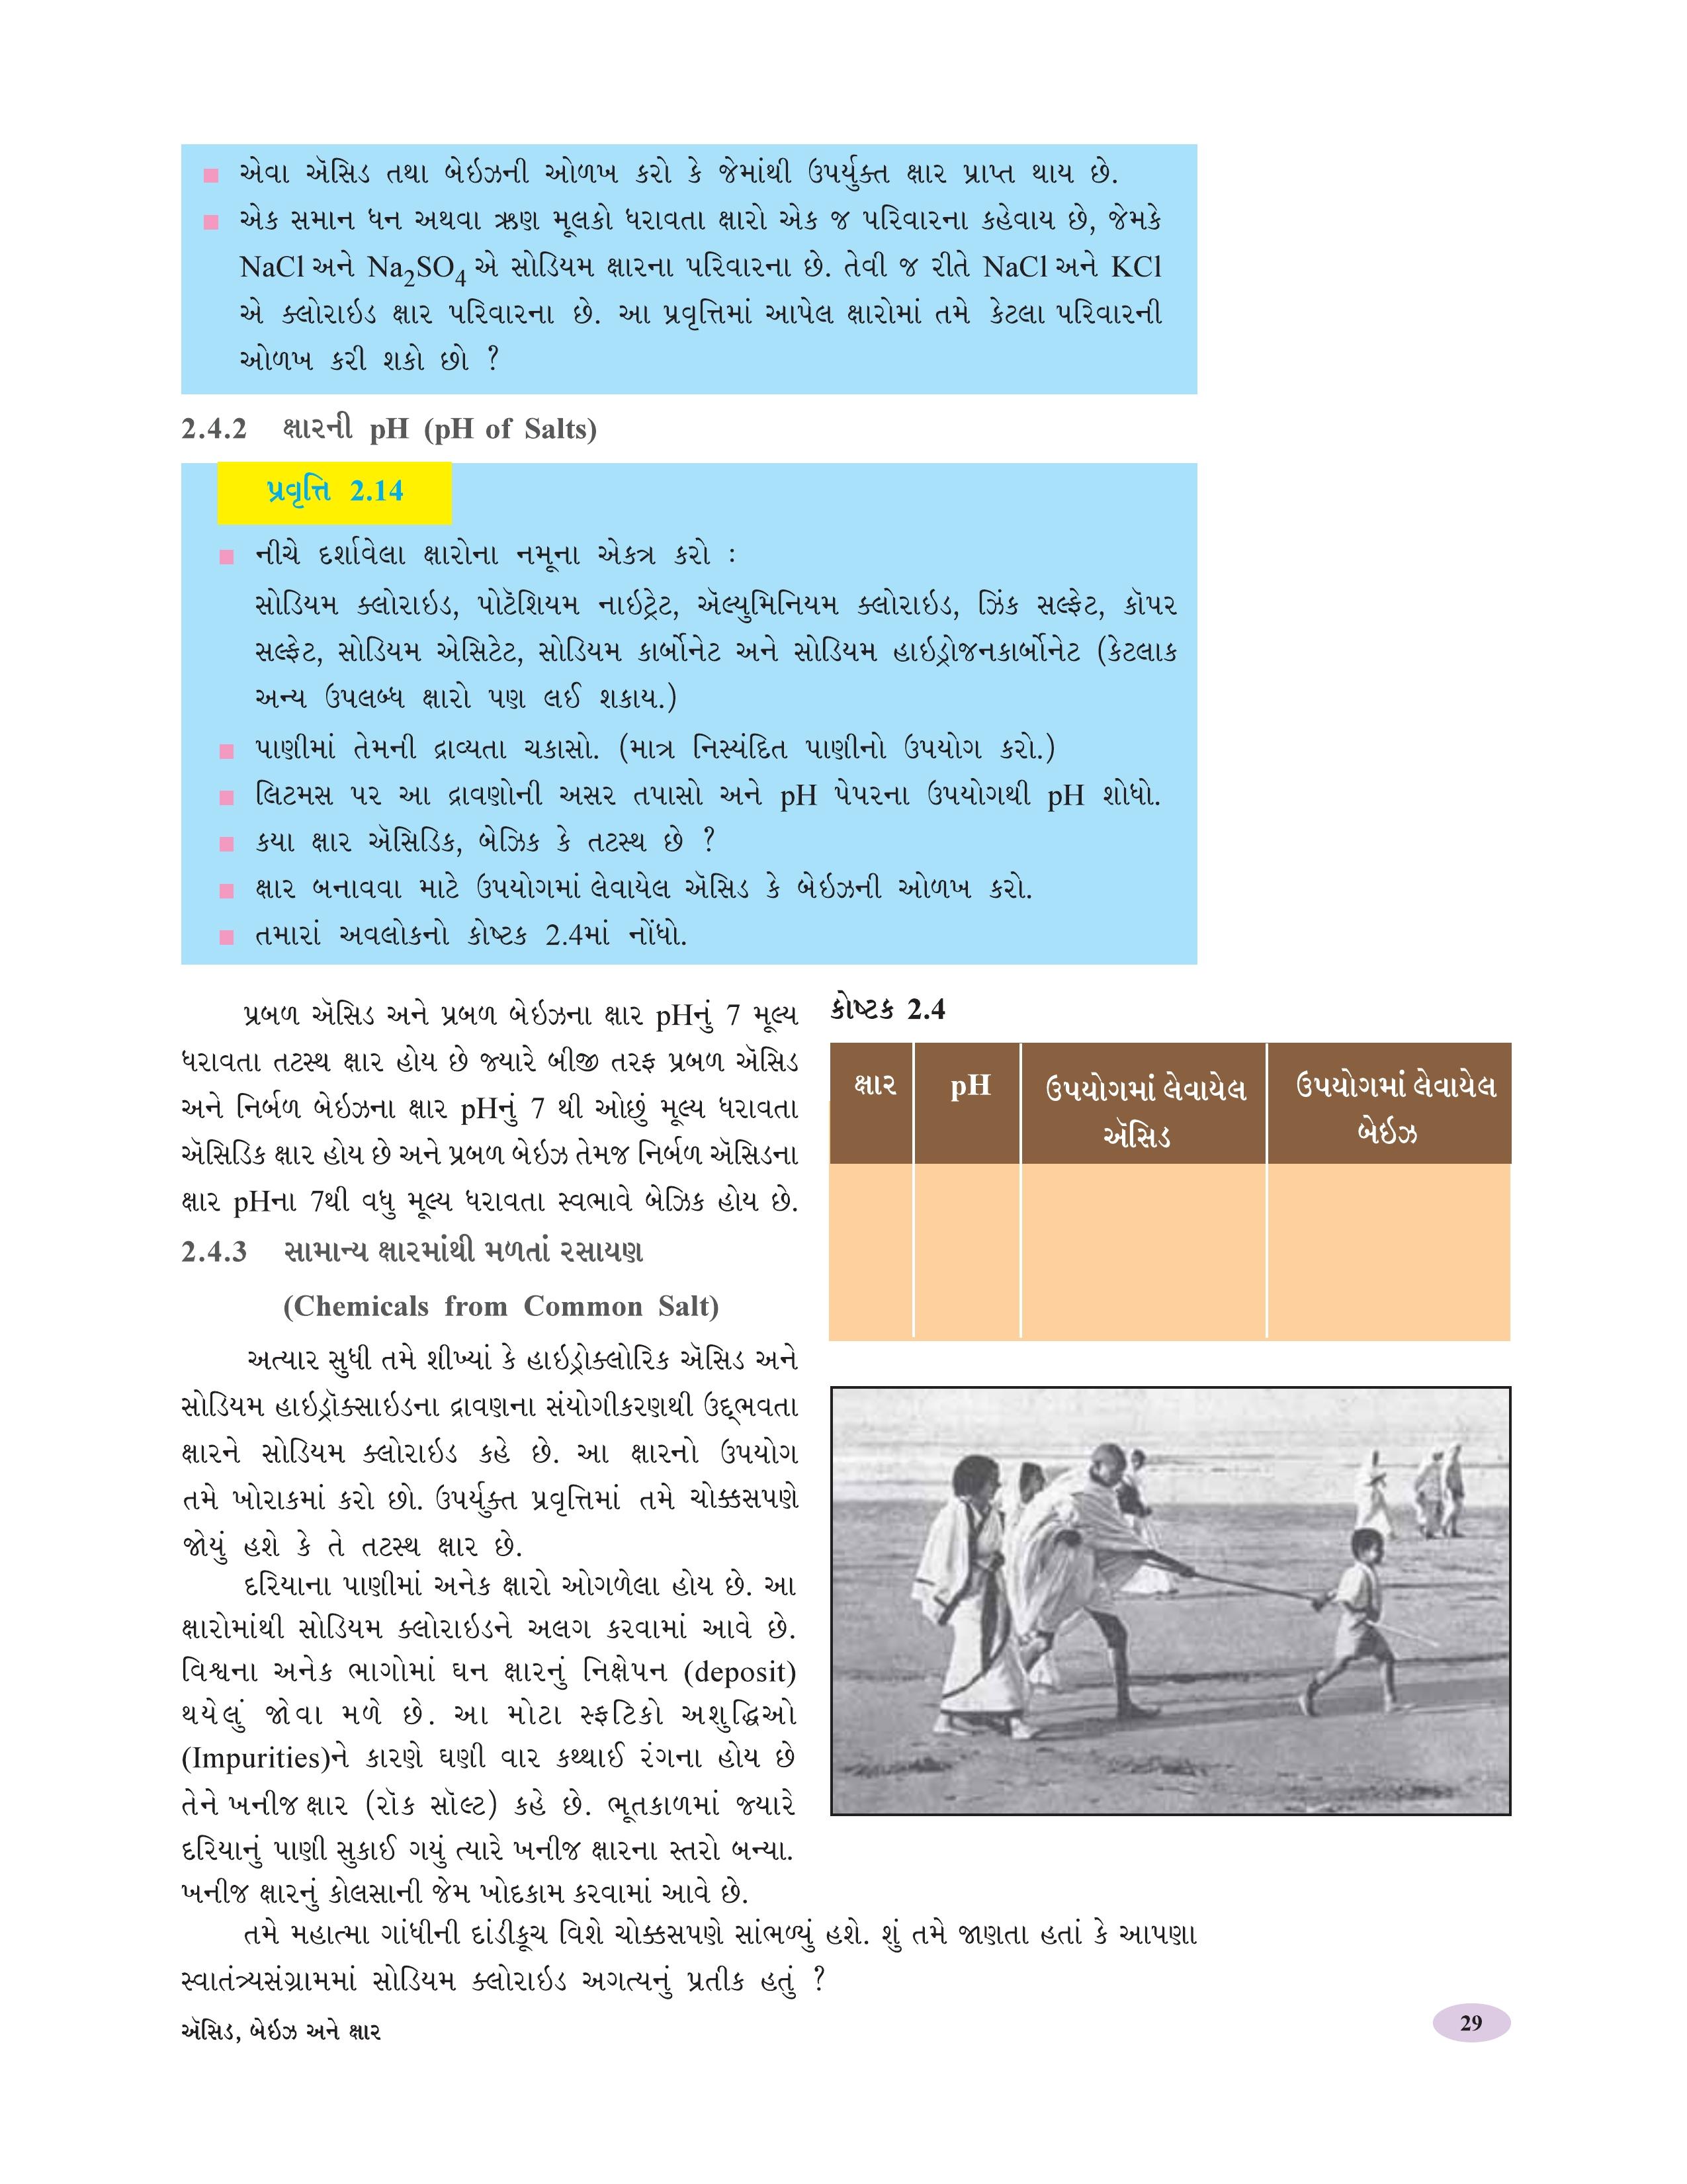 એવા ઍસિડ તથા બેઇઝની ઓળખ કરો કે જેમાંથી ઉપર્યુક્ત ક્ષાર પ્રાપ્ત થાય છે.
એક સમાન ધન અથવા ઋણ મૂલકો ધરાવતા ક્ષારો એક જ પરિવારના કહેવાય છે, જેમકે
NaCl અને Na₂SO₄ એ સોડિયમ ક્ષારના પરિવારના છે. તેવી જ રીતે NaCl અને KCl
એ ક્લોરાઇડ ક્ષાર પરિવારના છે. આ પ્રવૃત્તિમાં આપેલ ક્ષારોમાં તમે કેટલા પરિવારની
ઓળખ કરી શકો છો ?
2.4.2 ક્ષારની pH (pH of Salts)
પ્રવૃત્તિ 2.14
નીચે દર્શાવેલા ક્ષારોના નમૂના એકત્ર કરો :
સોડિયમ ક્લોરાઇડ, પોટૅશિયમ નાઇટ્રેટ, ઍલ્યુમિનિયમ ક્લોરાઇડ, ઝિંક સલ્ફેટ, કૉપર
સલ્ફેટ, સોડિયમ એસિટેટ, સોડિયમ કાર્બોનેટ અને સોડિયમ હાઇડ્રોજનકાર્બોનેટ (કેટલાક
અન્ય ઉપલબ્ધ ક્ષારો પણ લઈ શકાય.)
પાણીમાં તેમની દ્રાવ્યતા ચકાસો. (માત્ર નિસ્યંદિત પાણીનો ઉપયોગ કરો.)
લિટમસ પર આ દ્રાવણોની અસર તપાસો અને pH પેપરના ઉપયોગથી pH શોધો.
કયા ક્ષાર ઍસિડિક, બેઝિક કે તટસ્થ છે ?
ક્ષાર બનાવવા માટે ઉપયોગમાં લેવાયેલ ઍસિડ કે બેઇઝની ઓળખ કરો.
તમારાં અવલોકનો કોષ્ટક 2.4માં નોંધો.
પ્રબળ ઍસિડ અને પ્રબળ બેઇઝના ક્ષાર pHનું 7 મૂલ્ય
ધરાવતા તટસ્થ ક્ષાર હોય છે જ્યારે બીજી તરફ પ્રબળ ઍસિડ
અને નિર્બળ બેઇઝના ક્ષાર pHનું 7 થી ઓછું મૂલ્ય ધરાવતા
ઍસિડિક ક્ષાર હોય છે અને પ્રબળ બેઇઝ તેમજ નિર્બળ ઍસિડના
ક્ષાર pHના 7થી વધુ મૂલ્ય ધરાવતા સ્વભાવે બેઝિક હોય છે.
કોષ્ટક 2.4
ક્ષાર pH ઉપયોગમાં લેવાયેલ ઉપયોગમાં લેવાયેલ
ઍસિડ બેઇઝ
2.4.3 સામાન્ય ક્ષારમાંથી મળતાં રસાયણ
(Chemicals from Common Salt)
અત્યાર સુધી તમે શીખ્યાં કે હાઇડ્રોક્લોરિક ઍસિડ અને
સોડિયમ હાઇડ્રૉક્સાઇડના દ્રાવણના સંયોગીકરણથી ઉદ્ભવતા
ક્ષારને સોડિયમ ક્લોરાઇડ કહે છે. આ ક્ષારનો ઉપયોગ
તમે ખોરાકમાં કરો છો. ઉપર્યુક્ત પ્રવૃત્તિમાં તમે ચોક્કસપણે
જોયું હશે કે તે તટસ્થ ક્ષાર છે.
દરિયાના પાણીમાં અનેક ક્ષારો ઓગળેલા હોય છે. આ
ક્ષારોમાંથી સોડિયમ ક્લોરાઇડને અલગ કરવામાં આવે છે.
વિશ્વના અનેક ભાગોમાં ઘન ક્ષારનું નિક્ષેપન (deposit)
થયેલું જોવા મળે છે. આ મોટા સ્ફટિકો અશુદ્ધિઓ
(Impurities)ને કારણે ઘણી વાર કથ્થાઈ રંગના હોય છે
તેને ખનીજ ક્ષાર (રૉક સૉલ્ટ) કહે છે. ભૂતકાળમાં જ્યારે
દરિયાનું પાણી સુકાઈ ગયું ત્યારે ખનીજ ક્ષારના સ્તરો બન્યા.
ખનીજ ક્ષારનું કોલસાની જેમ ખોદકામ કરવામાં આવે છે.
તમે મહાત્મા ગાંધીની દાંડીકૂચ વિશે ચોક્કસપણે સાંભળ્યું હશે. શું તમે જાણતા હતાં કે આપણા
સ્વાતંત્ર્યસંગ્રામમાં સોડિયમ ક્લોરાઇડ અગત્યનું પ્રતીક હતું ?
ઍસિડ, બેઇઝ અને ક્ષાર
29